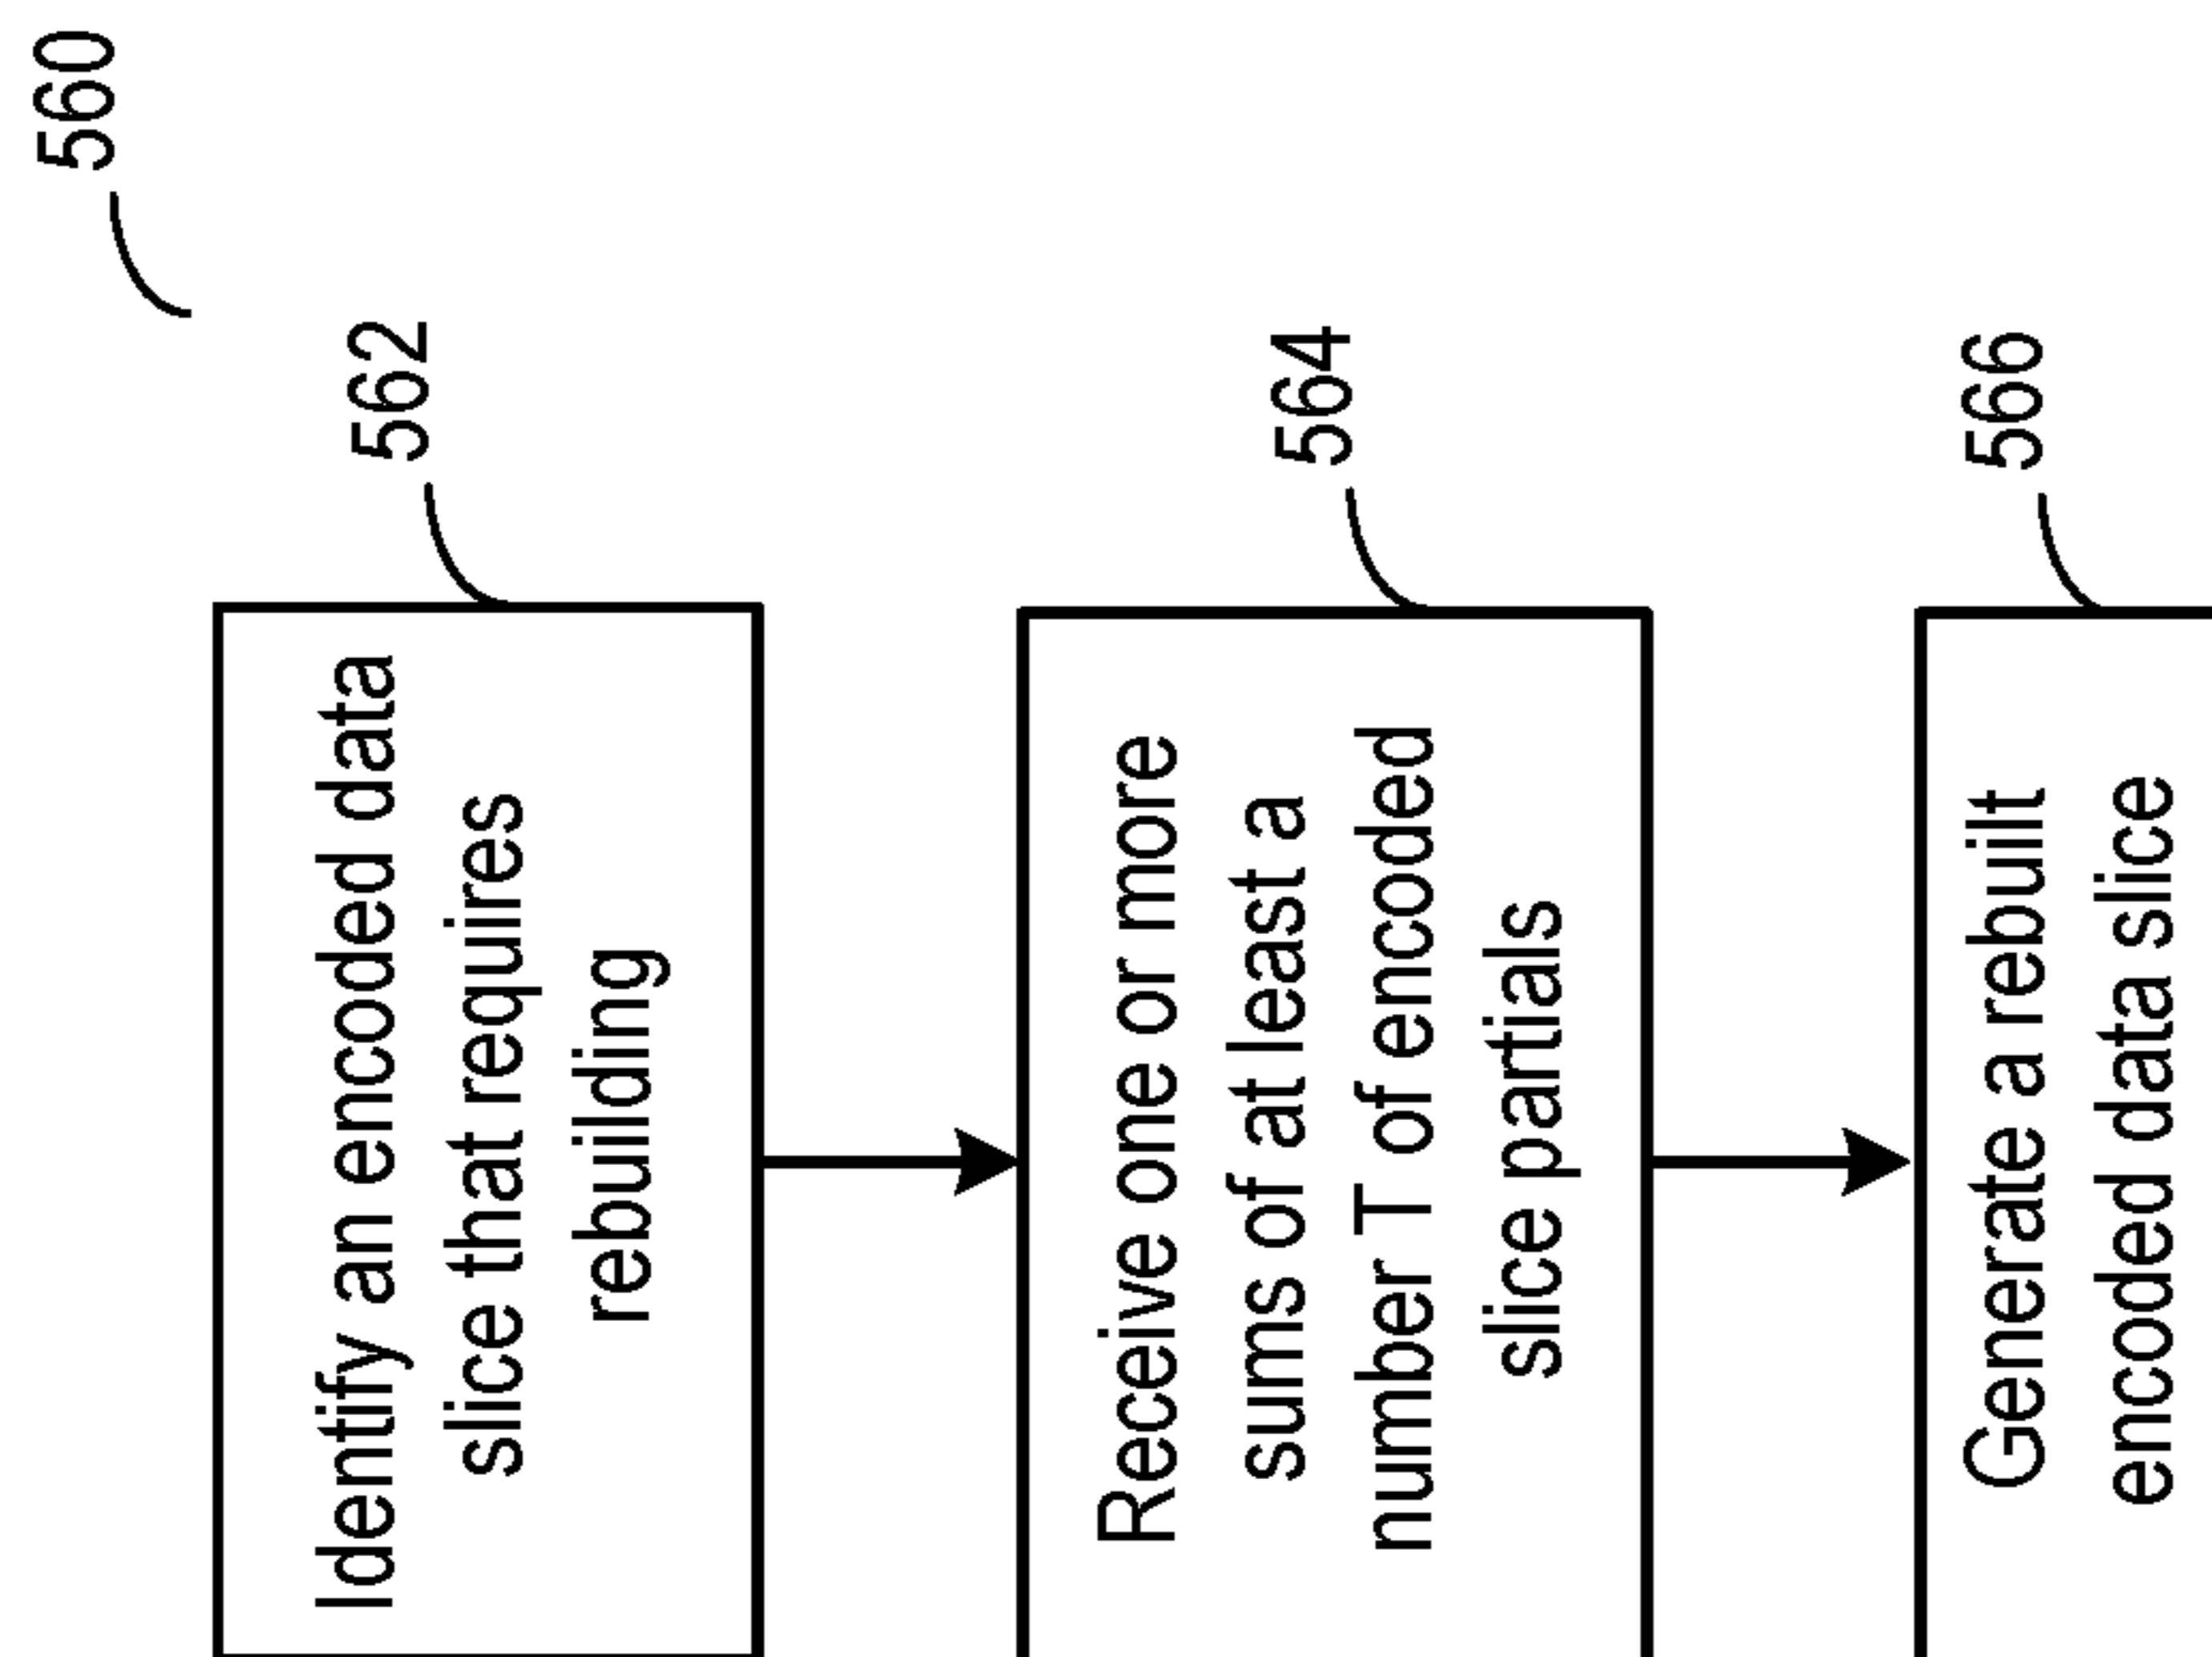 560
562
Identify an encoded data
slice that requires
rebuilding
564
Receive one or more
sums of at least a
number T of encoded
slice partials
566
Generate a rebuilt
encoded data slice